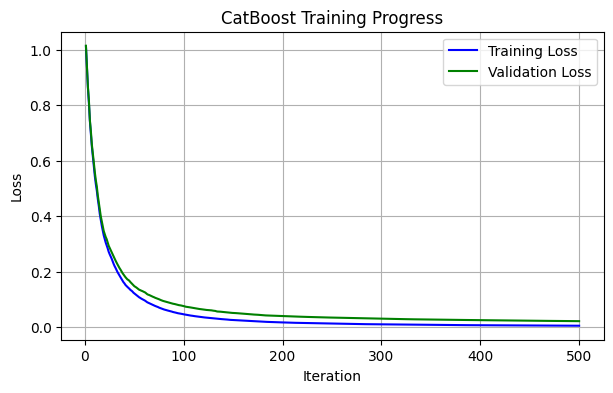 CatBoost Training Progress
Training Loss
Validation Loss
Loss
1.0
0.8
0.6
0.4
0.2
0.0
0 100 200 300 400 500
Iteration